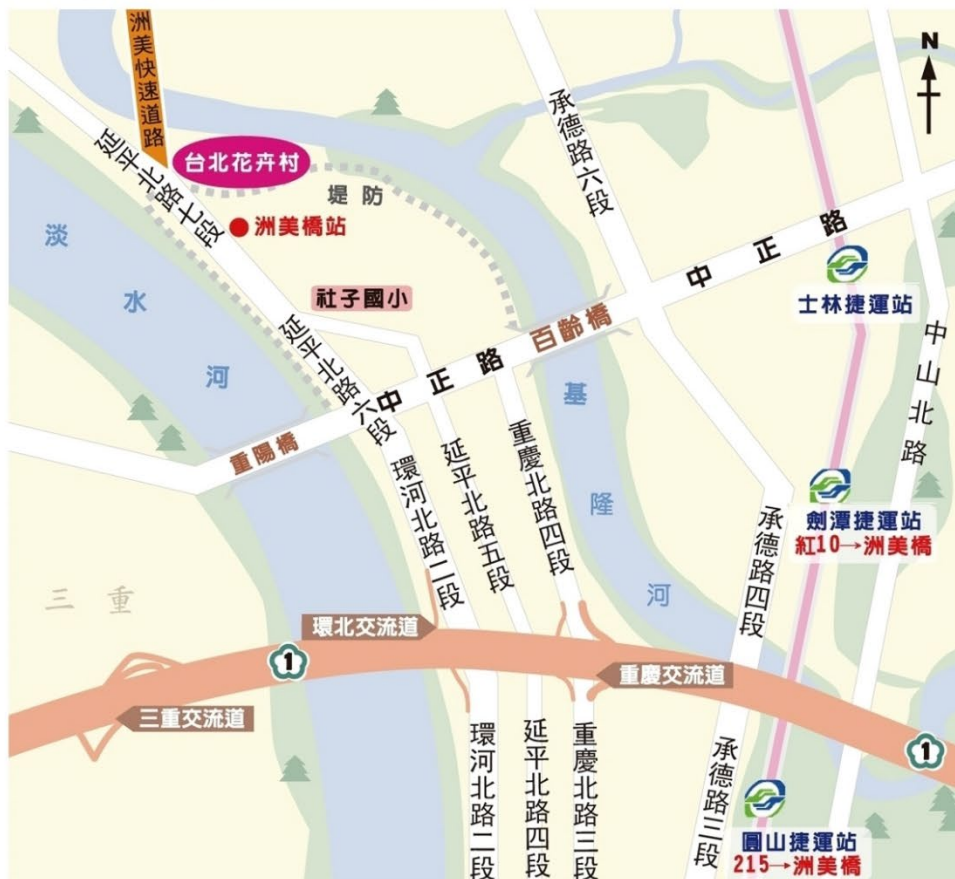 洲美快速道路
N
承德路六段
台北花卉村
延平北路七段
堤防
洲美橋站
中正路
士林捷運站
淡水河
社子國小
百齡橋
延平北路六段
中正路
中山北路
重陽橋
基隆河
環河北路二段
延平北路五段
重慶北路四段
劍潭捷運站
紅10→洲美橋
承德路四段
三重
環北交流道
1
重慶交流道
三重交流道
1
環河北路二段
延平北路四段
重慶北路三段
承德路三段
圓山捷運站
215→洲美橋